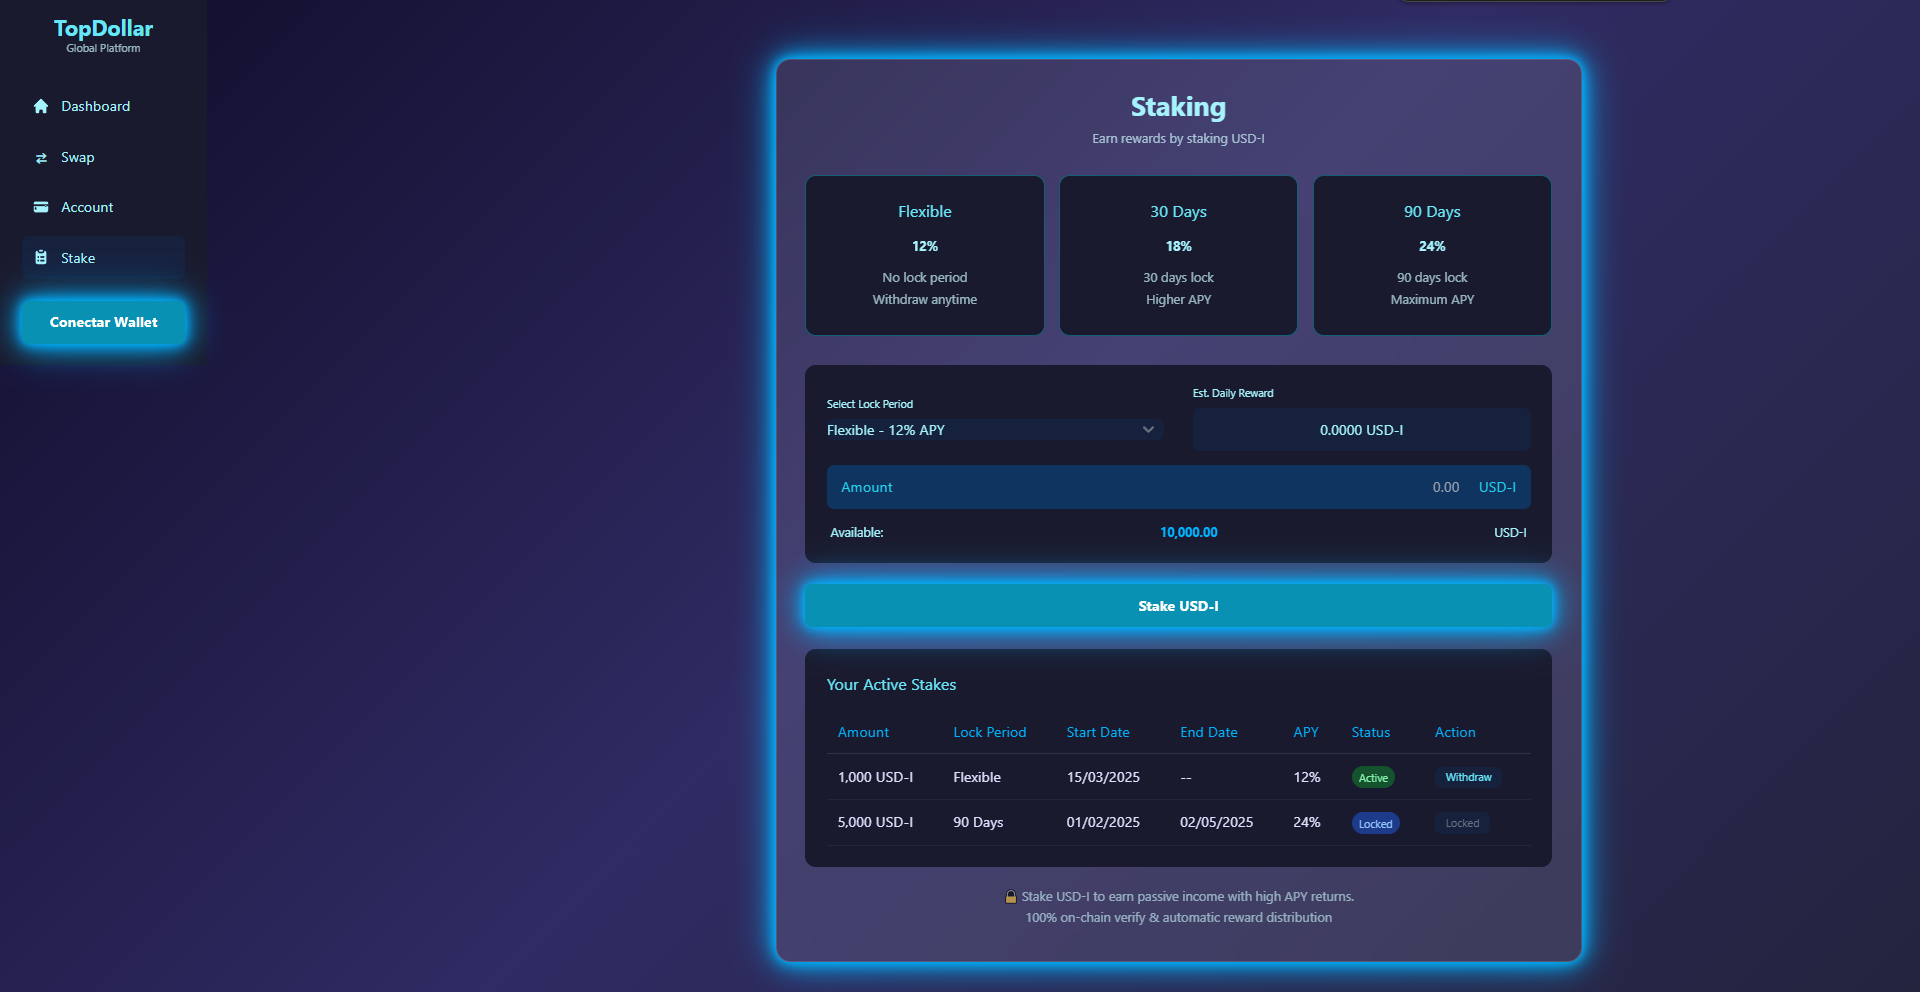 TopDollar
Global Platform
Dashboard
Swap
Account
Stake
Conectar Wallet
Staking
Earn rewards by staking USD-I
Flexible
12%
No lock period
Withdraw anytime
30 Days
18%
30 days lock
Higher APY
90 Days
24%
90 days lock
Maximum APY
Select Lock Period
Flexible - 12% APY
Est. Daily Reward
0.0000 USD-I
Amount 0.00 USD-I
Available: 10,000.00 USD-I
Stake USD-I
Your Active Stakes
Amount Lock Period Start Date End Date APY Status Action
1,000 USD-I Flexible 15/03/2025 -- 12% Active Withdraw
5,000 USD-I 90 Days 01/02/2025 02/05/2025 24% Locked Locked
Stake USD-I to earn passive income with high APY returns.
100% on-chain verify & automatic reward distribution